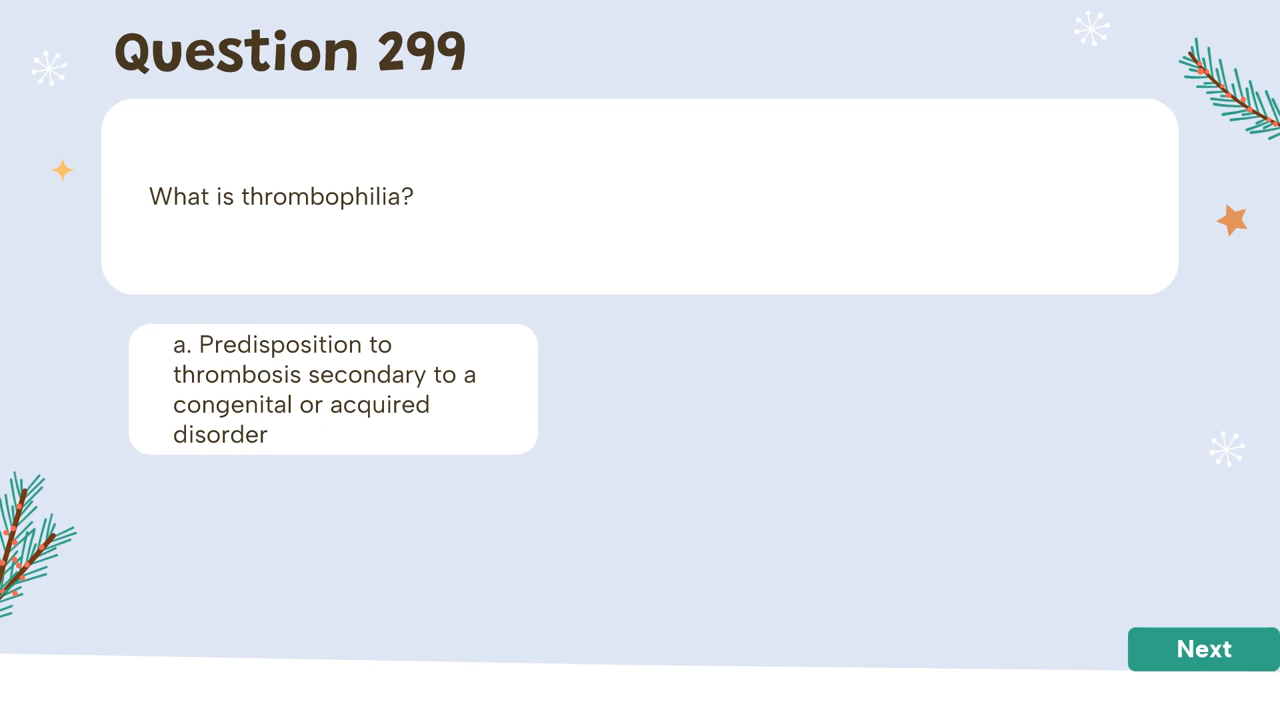 Question 299
What is thrombophilia?
a. Predisposition to
thrombosis secondary to a
congenital or acquired
disorder
Next